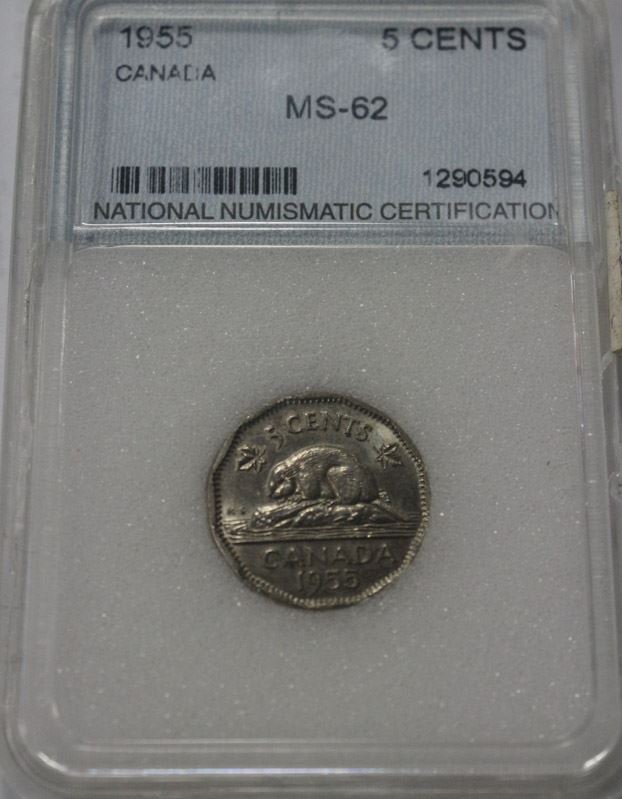 1955 5 CENTS
CANADA
MS-62
1290594
NATIONAL NUMISMATIC CERTIFICATION
5 CENTS
CANADA
1955